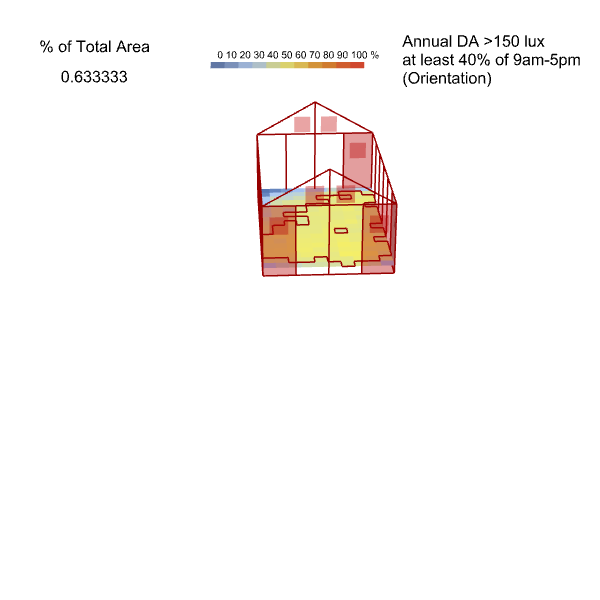 % of Total Area
0.633333
0 10 20 30 40 50 60 70 80 90 100 %
Annual DA >150 lux
at least 40% of 9am-5pm
(Orientation)